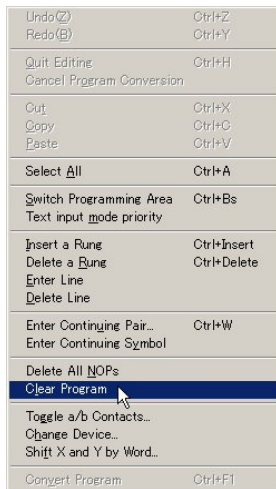 Undo(Z) Ctrl+Z
Redo(B) Ctrl+Y
Quit Editing Ctrl+H
Cancel Program Conversion
Cut Ctrl+X
Copy Ctrl+C
Paste Ctrl+V
Select All Ctrl+A
Switch Programming Area Ctrl+Bs
Text input mode priority
Insert a Rung Ctrl+Insert
Delete a Rung Ctrl+Delete
Enter Line
Delete Line
Enter Continuing Pair... Ctrl+W
Enter Continuing Symbol
Delete All NOPs
Clear Program
Toggle a/b Contacts...
Change Device...
Shift X and Y by Word...
Convert Program Ctrl+F1